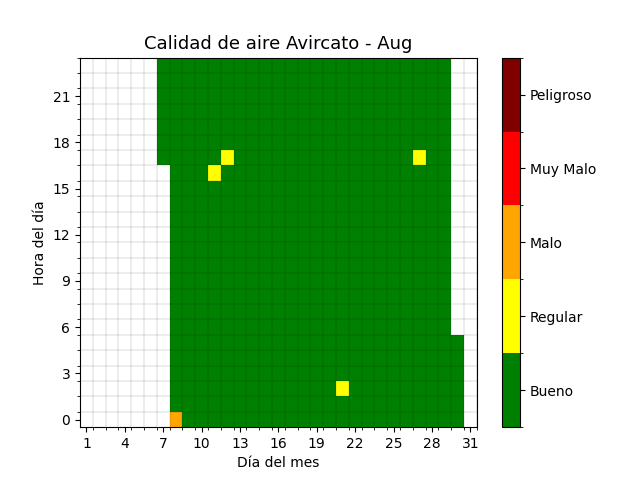 Calidad de aire Avircato - Aug
21
18
15
12
9
6
3
0
Hora del día
1 4 7 10 13 16 19 22 25 28 31
Día del mes
Peligroso
Muy Malo
Malo
Regular
Bueno